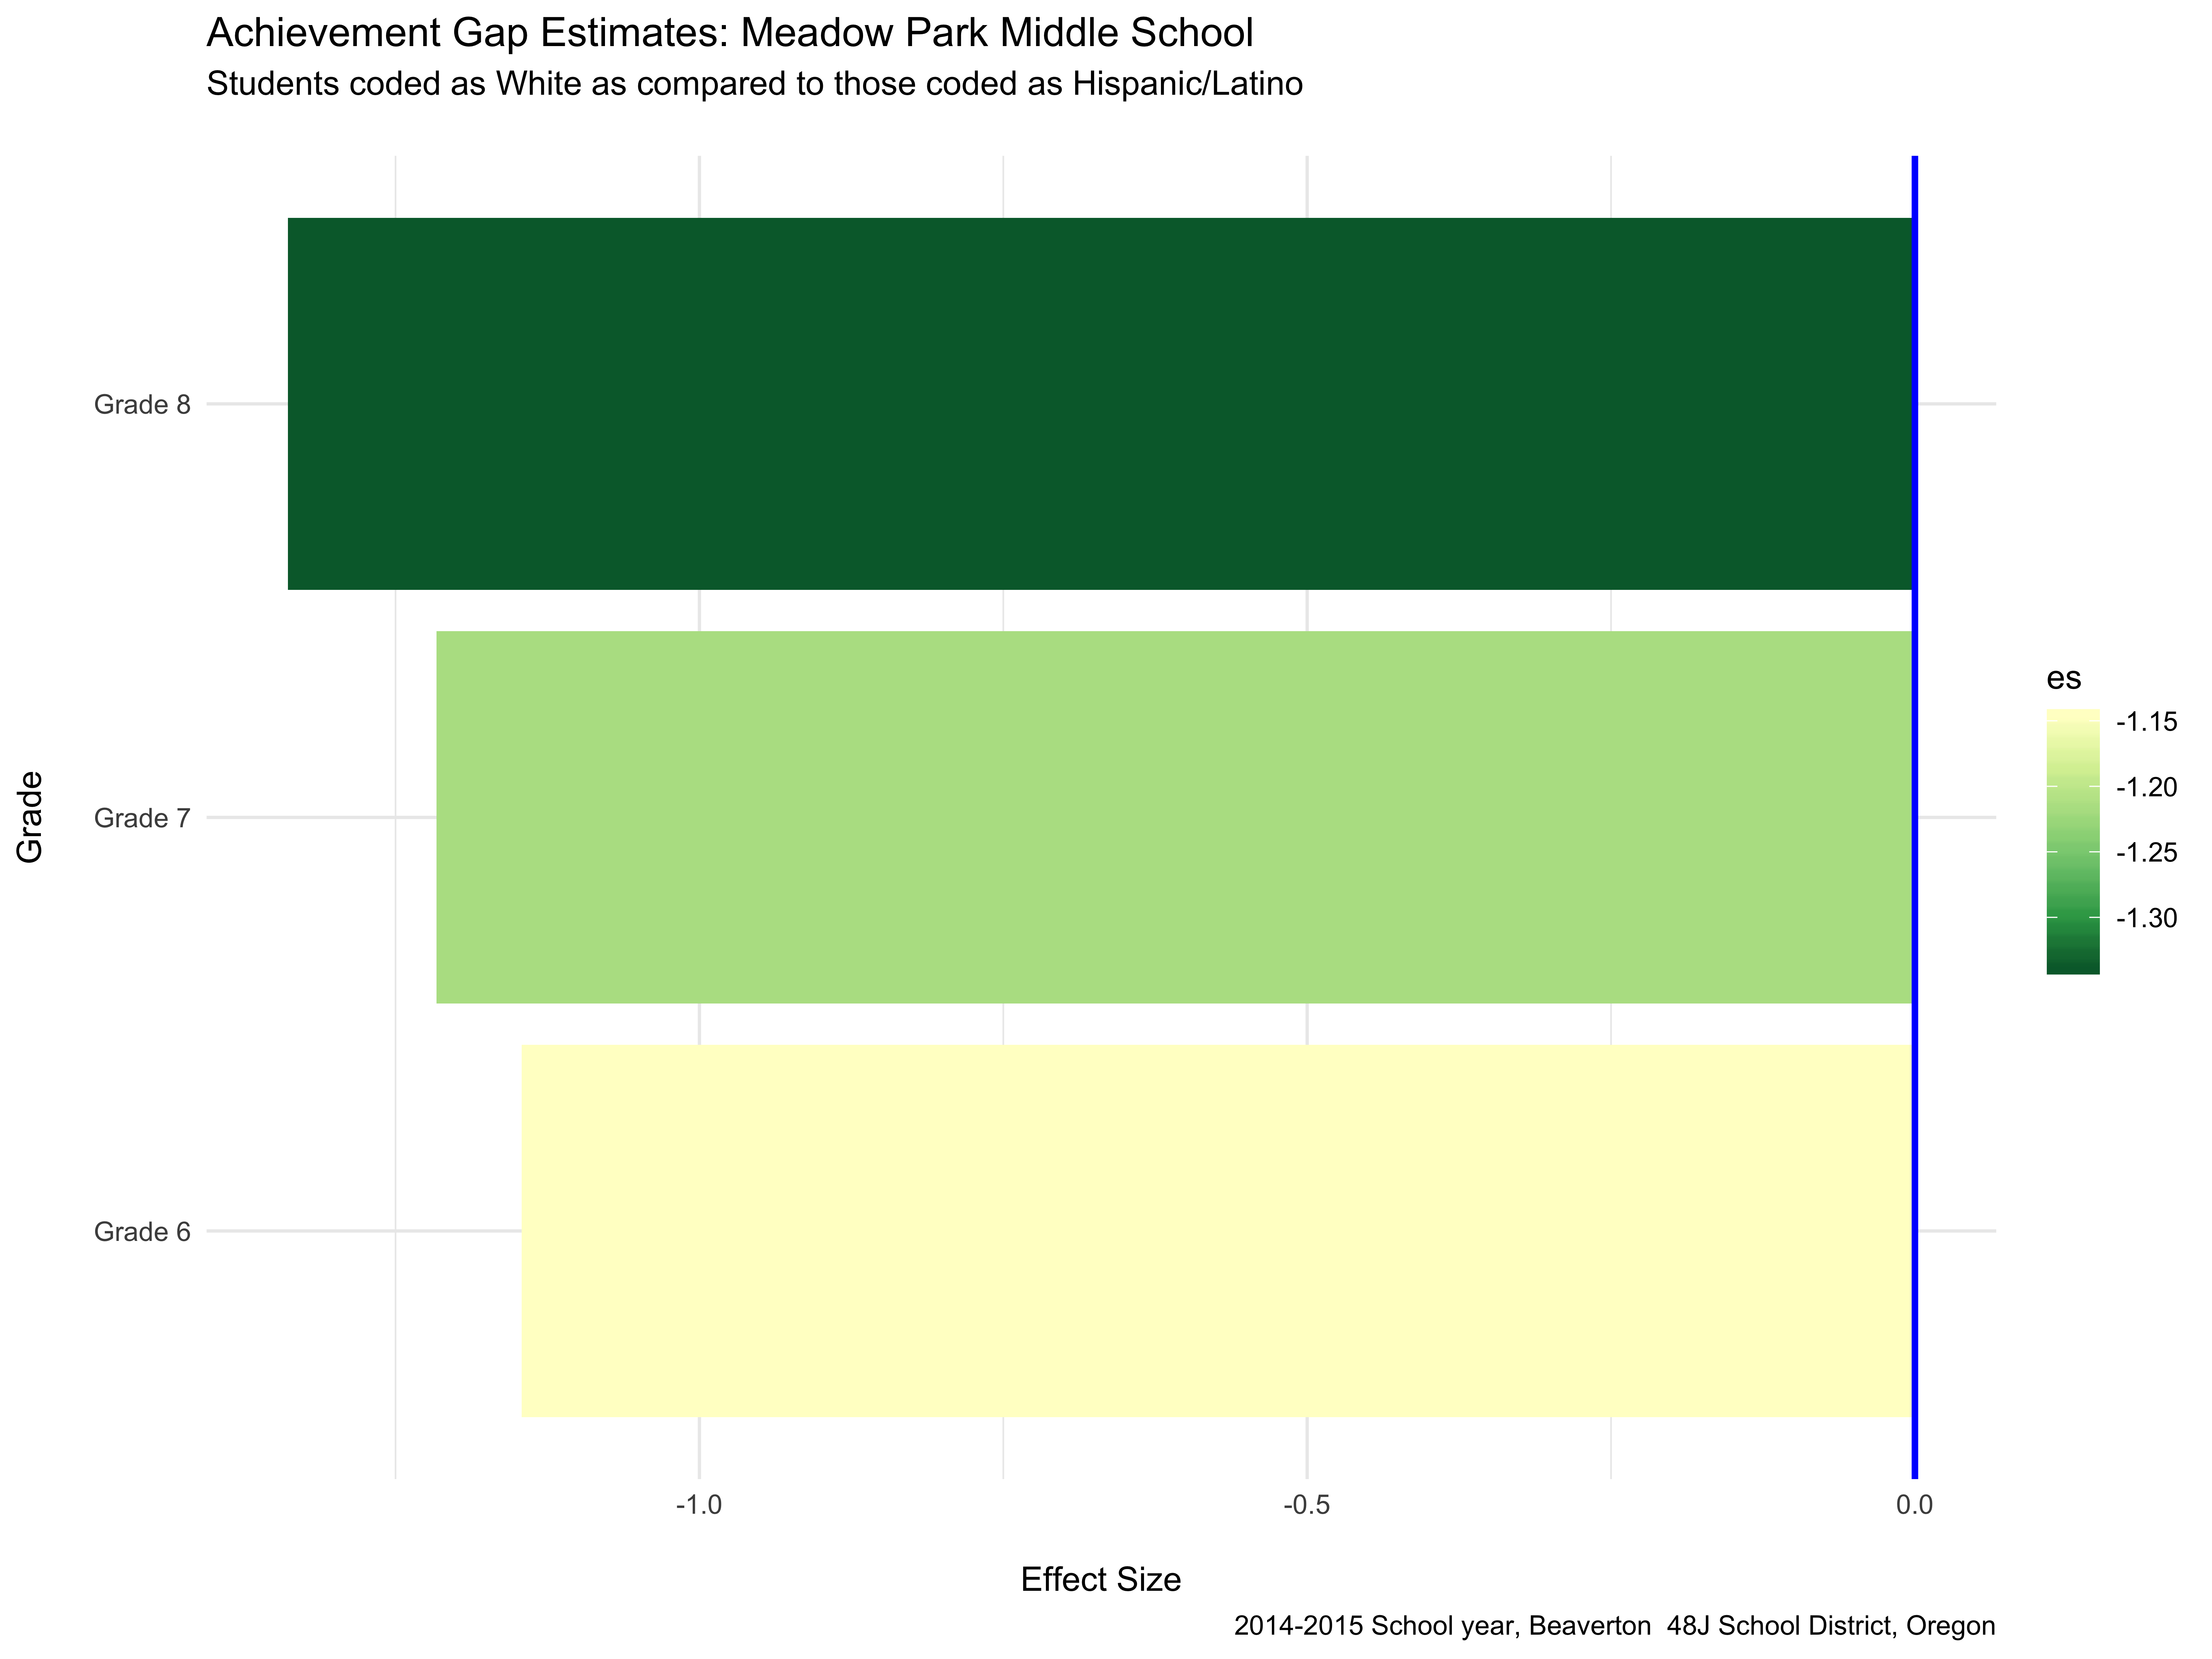 Achievement Gap Estimates: Meadow Park Middle School
Students coded as White as compared to those coded as Hispanic/Latino
Grade 8
Grade 7
Grade 6
Grade
-1.0
-0.5
0.0
Effect Size
es
-1.15
-1.20
-1.25
-1.30
2014-2015 School year, Beaverton  48J School District, Oregon